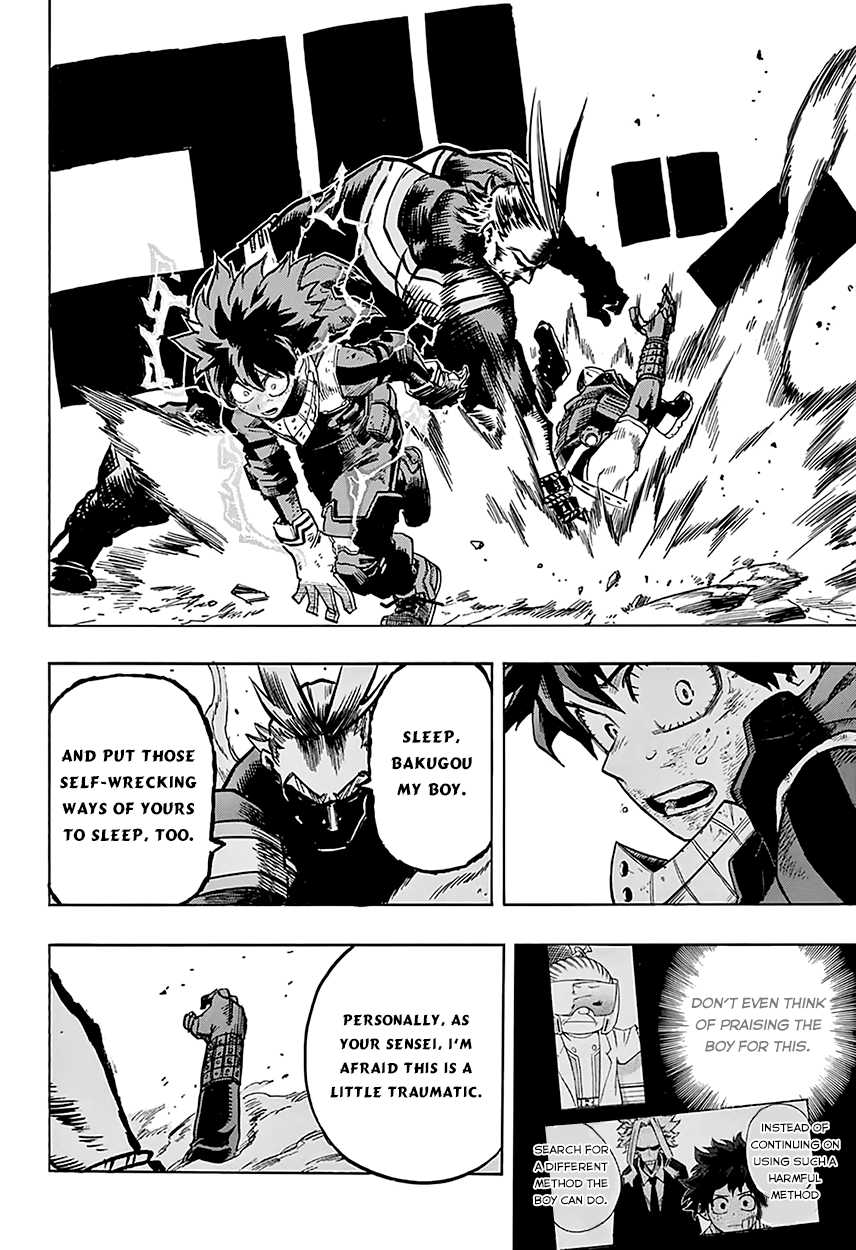 SLEEP,
BAKUGOU
MY BOY.
AND PUT THOSE
SELF-WRECKING
WAYS OF YOURS
TO SLEEP, TOO.
DON'T EVEN THINK
OF PRAISING THE
BOY FOR THIS.
INSTEAD OF
CONTINUING ON
USING SUCH A
HARMFUL
METHOD
SEARCH FOR
A DIFFERENT
METHOD THE
BOY CAN DO.
PERSONALLY, AS
YOUR SENSEI, I'M
AFRAID THIS IS A
LITTLE TRAUMATIC.